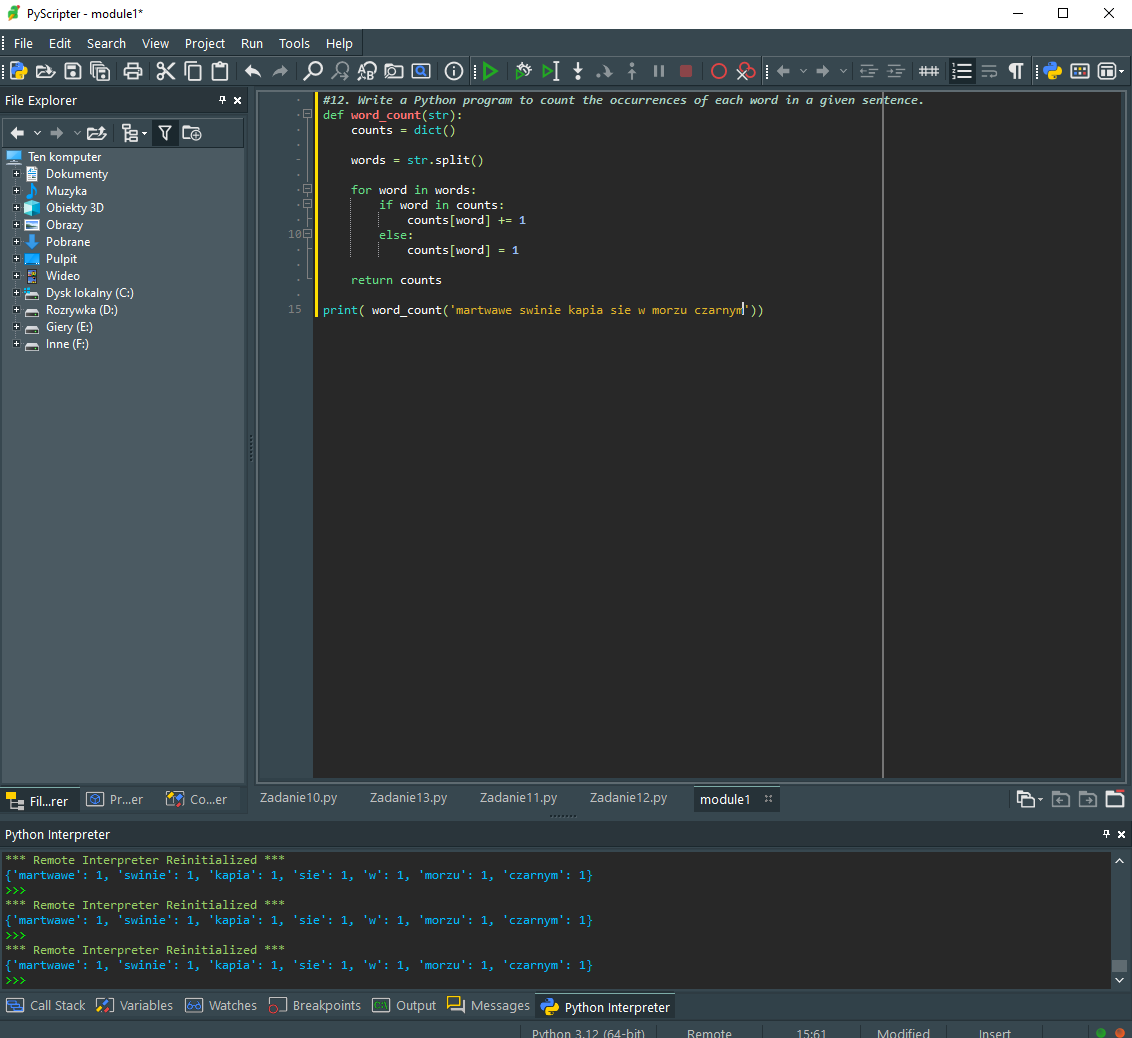 PyScripter - module1*
File Edit Search View Project Run Tools Help
File Explorer
Ten komputer
Dokumenty
Muzyka
Obiekty 3D
Obrazy
Pobrane
Pulpit
Wideo
Dysk lokalny (C:)
Rozrywka (D:)
Giery (E:)
Inne (F:)
Fil...rer Pr...er Co...er
#12. Write a Python program to count the occurrences of each word in a given sentence.
def word_count(str):
    counts = dict()
    words = str.split()
    for word in words:
        if word in counts:
            counts[word] += 1
10        else:
            counts[word] = 1
    return counts
15 print( word_count('martwawe swinie kapia sie w morzu czarnym'))
Zadanie10.py Zadanie13.py Zadanie11.py Zadanie12.py module1
Python Interpreter
*** Remote Interpreter Reinitialized ***
{'martwawe': 1, 'swinie': 1, 'kapia': 1, 'sie': 1, 'w': 1, 'morzu': 1, 'czarnym': 1}
>>>
*** Remote Interpreter Reinitialized ***
{'martwawe': 1, 'swinie': 1, 'kapia': 1, 'sie': 1, 'w': 1, 'morzu': 1, 'czarnym': 1}
>>>
*** Remote Interpreter Reinitialized ***
{'martwawe': 1, 'swinie': 1, 'kapia': 1, 'sie': 1, 'w': 1, 'morzu': 1, 'czarnym': 1}
>>>
Call Stack Variables Watches Breakpoints Output Messages Python Interpreter
Python 3.12 (64-bit) Remote 15:61 Modified Insert